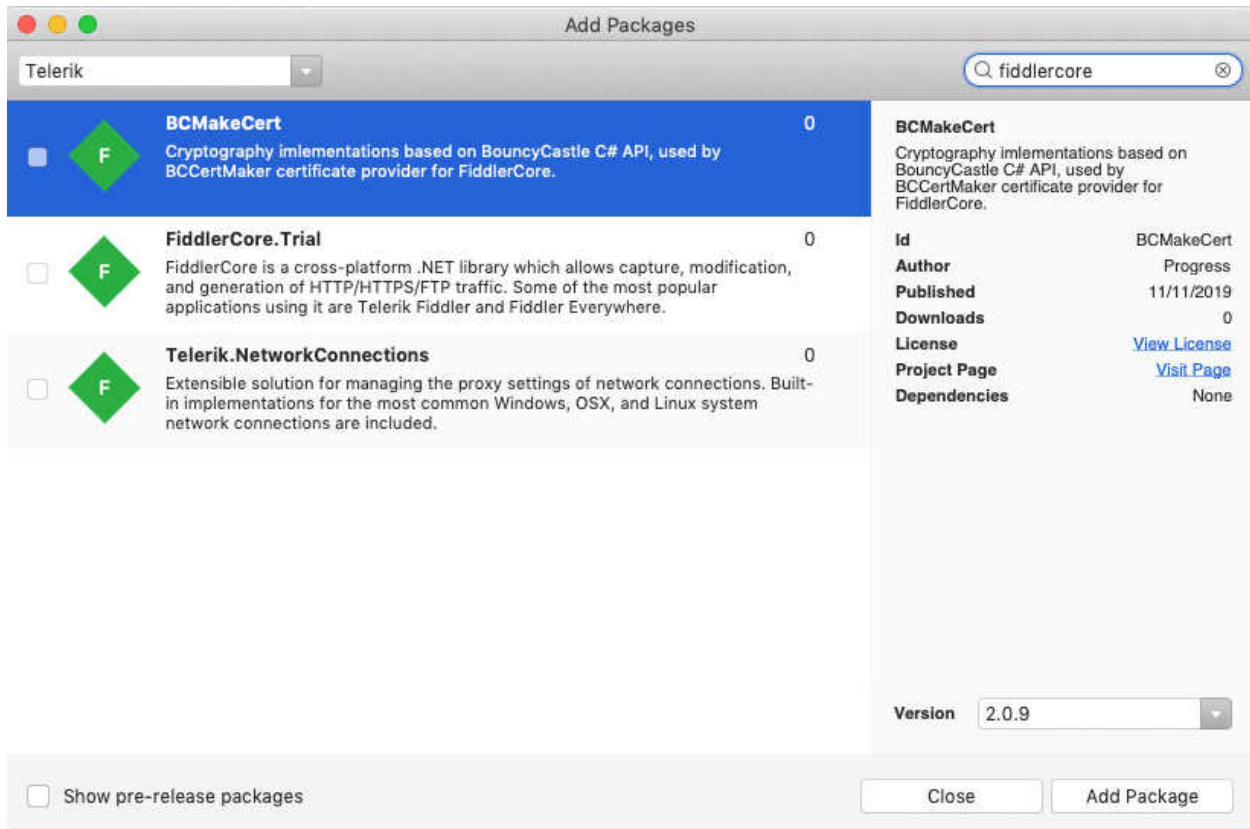 Add Packages
Telerik
fiddlercore
F
BCMakeCert 0
Cryptography imlementations based on BouncyCastle C# API, used by
BCCertMaker certificate provider for FiddlerCore.
F
FiddlerCore.Trial 0
FiddlerCore is a cross-platform .NET library which allows capture, modification,
and generation of HTTP/HTTPS/FTP traffic. Some of the most popular
applications using it are Telerik Fiddler and Fiddler Everywhere.
F
Telerik.NetworkConnections 0
Extensible solution for managing the proxy settings of network connections. Built-
in implementations for the most common Windows, OSX, and Linux system
network connections are included.
BCMakeCert
Cryptography imlementations based on
BouncyCastle C# API, used by
BCCertMaker certificate provider for
FiddlerCore.
Id BCMakeCert
Author Progress
Published 11/11/2019
Downloads 0
License View License
Project Page Visit Page
Dependencies None
Version 2.0.9
Show pre-release packages
Close
Add Package